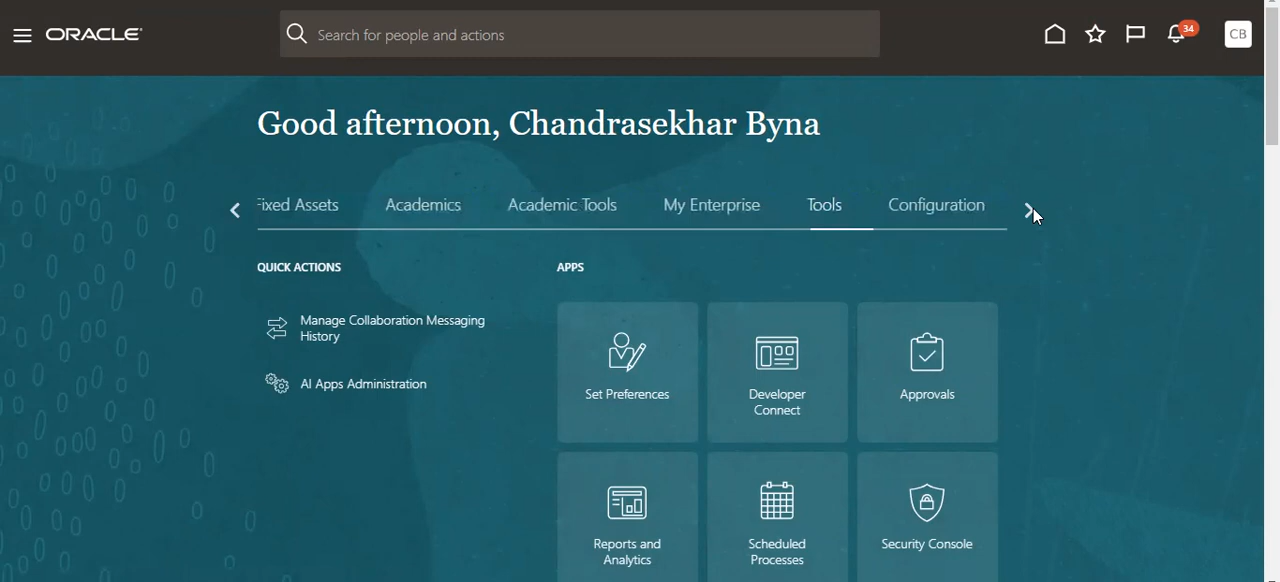 ORACLE
Search for people and actions
34
CB
Good afternoon, Chandrasekhar Byna
Fixed Assets
Academics
Academic Tools
My Enterprise
Tools
Configuration
QUICK ACTIONS
Manage Collaboration Messaging
History
AI Apps Administration
APPS
Set Preferences
Developer
Connect
Approvals
Reports and
Analytics
Scheduled
Processes
Security Console